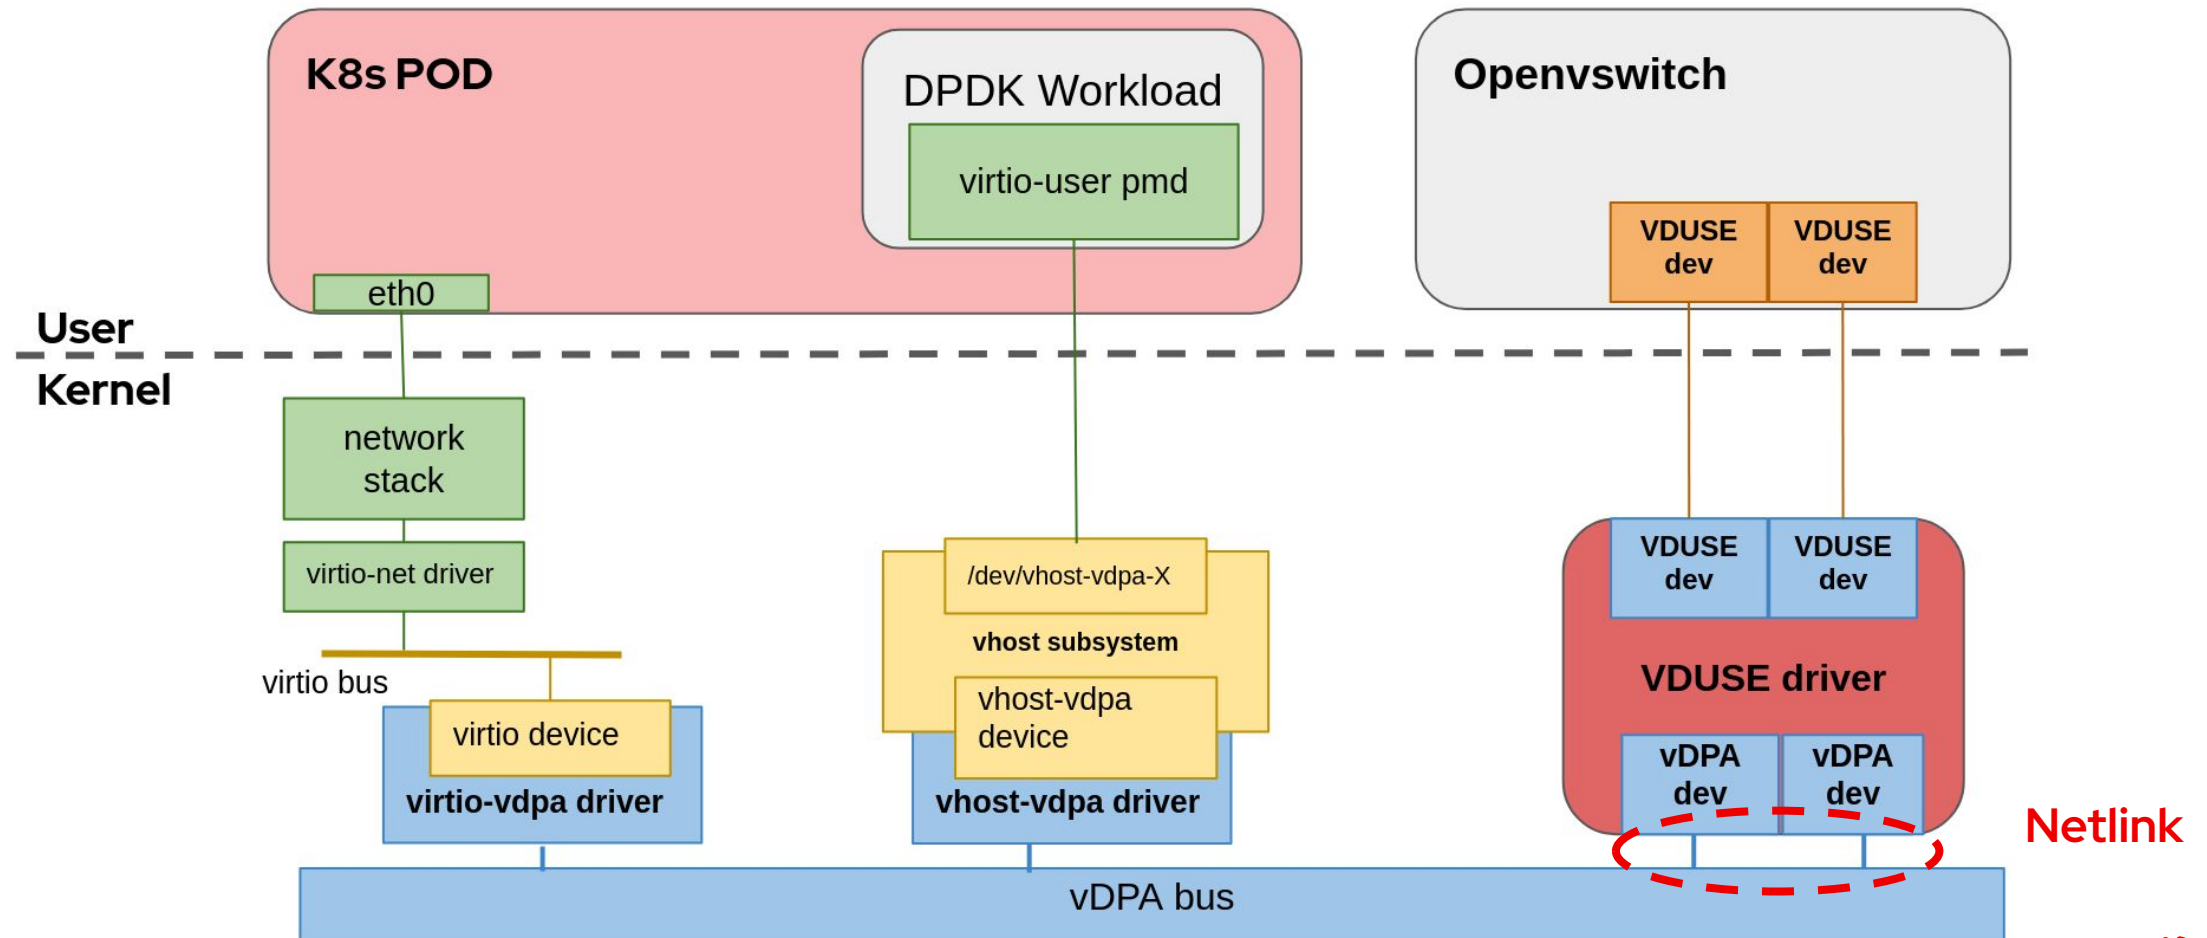 K8s POD
DPDK Workload
virtio-user pmd
eth0
Openvswitch
VDUSE
dev
VDUSE
dev
User
Kernel
network
stack
virtio-net driver
virtio bus
virtio device
virtio-vdpa driver
/dev/vhost-vdpa-X
vhost subsystem
vhost-vdpa
device
vhost-vdpa driver
VDUSE
dev
VDUSE
dev
VDUSE driver
vDPA
dev
vDPA
dev
Netlink
vDPA bus